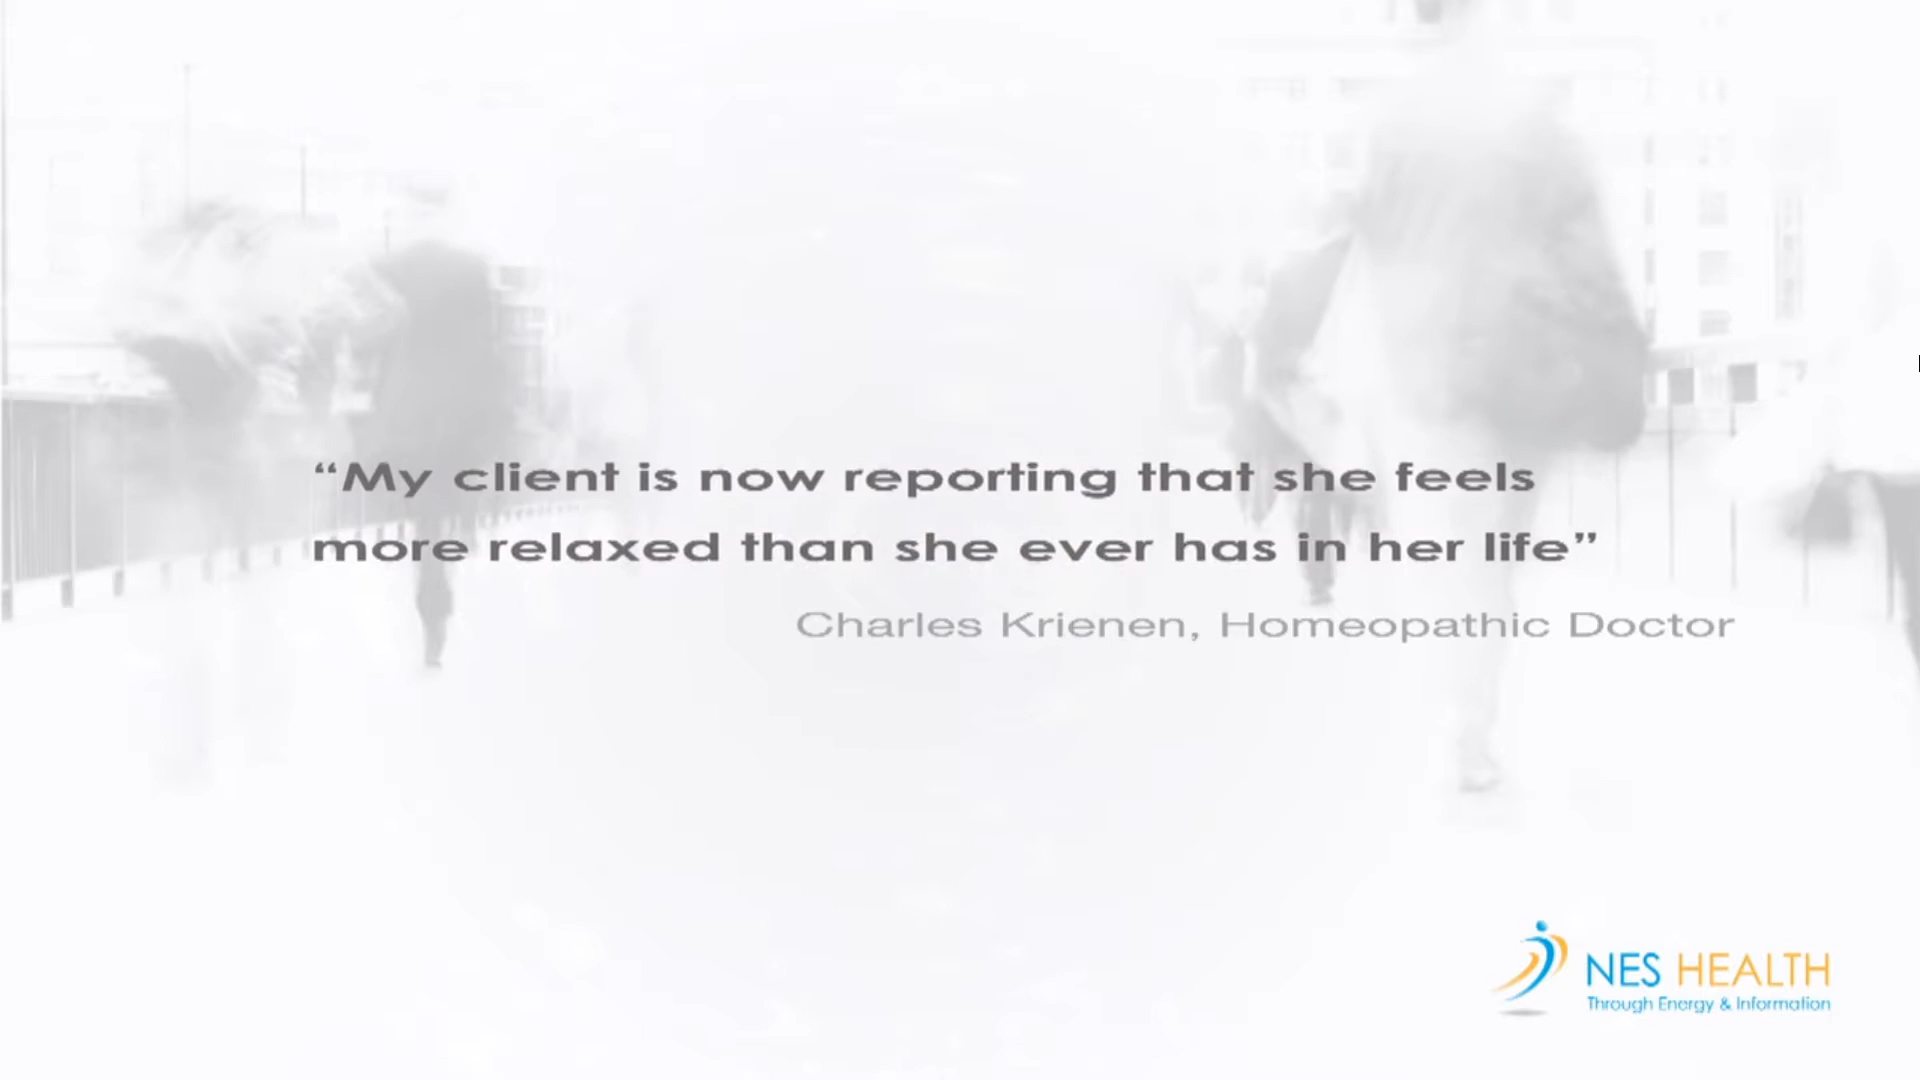 “My client is now reporting that she feels
more relaxed than she ever has in her life”
Charles Krienen, Homeopathic Doctor
NES HEALTH
Through Energy & Information